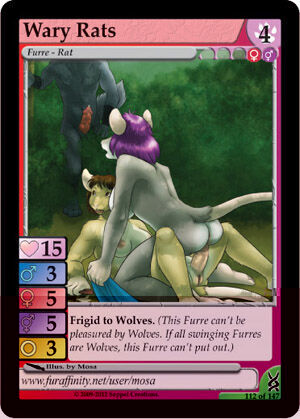 Wary Rats
4
Furre - Rat
15
3
5
5
3
Frigid to Wolves. (This Furre can't be
pleasured by Wolves. If all swinging Furres
are Wolves, this Furre can't put out.)
Illus. by Mosa
www.furaffinity.net/user/mosa
112 of 147